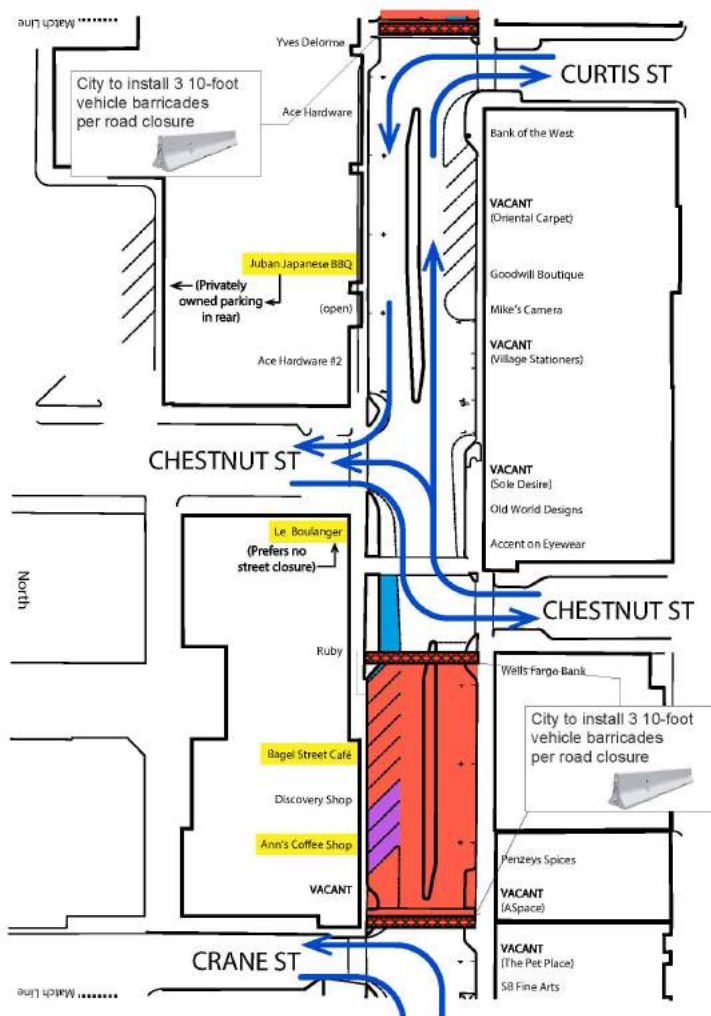 Match Line
Match Line
Yves Delorme
City to install 3 10-foot
vehicle barricades
per road closure
CURTIS ST
Ace Hardware
Bank of the West
VACANT
(Oriental Carpet)
Juban Japanese BBQ
Goodwill Boutique
(Privately
owned parking
in rear)
(open)
Mike's Camera
VACANT
(Village Stationers)
Ace Hardware #2
CHESTNUT ST
VACANT
(Sole Desire)
Old World Designs
Le Boulanger
(Prefers no
street closure)
Accent on Eyewear
North
CHESTNUT ST
Ruby
Wells Fargo Bank
City to install 3 10-foot
vehicle barricades
per road closure
Bagel Street Café
Discovery Shop
Ann's Coffee Shop
Penzeys Spices
VACANT
VACANT
(ASpace)
CRANE ST
VACANT
(The Pet Place)
SB Fine Arts
Match Line